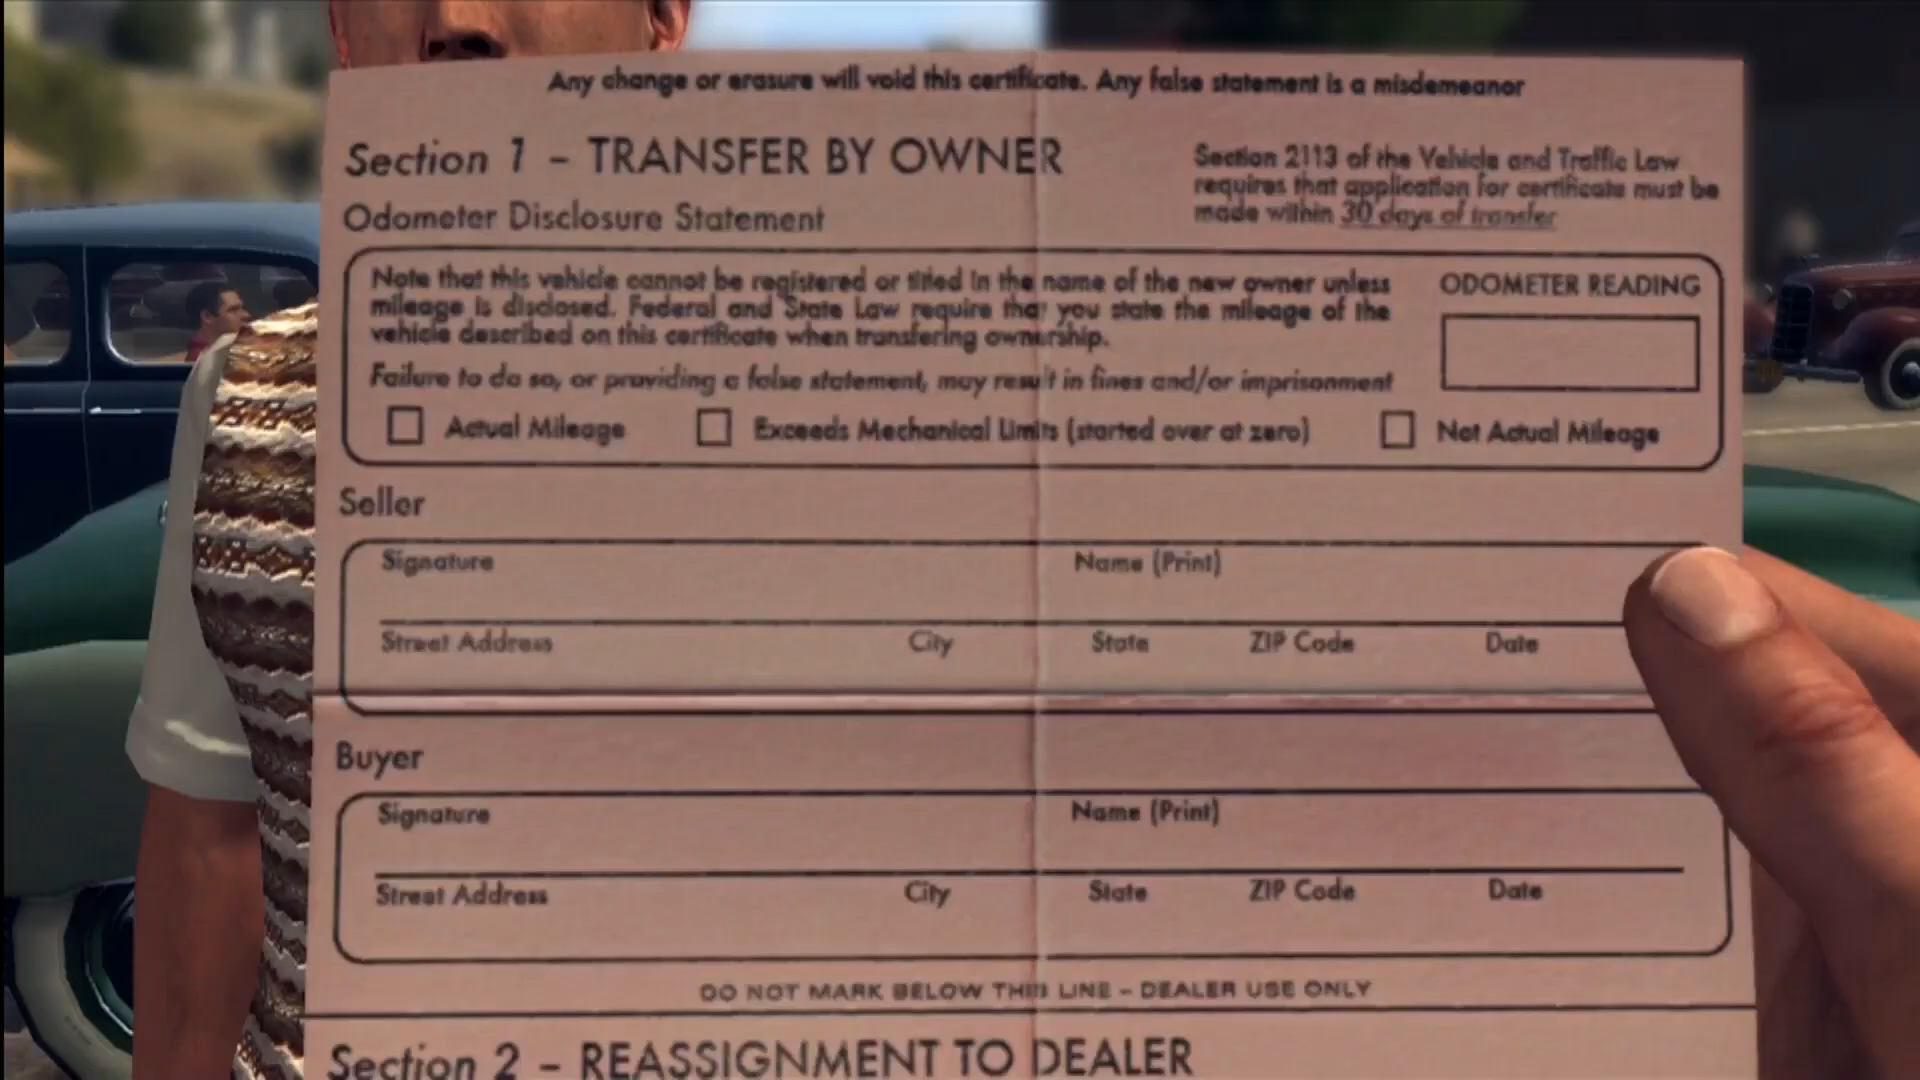 Any change or erasure will void this certificate. Any false statement is a misdemeanor
Section 1 – TRANSFER BY OWNER
Section 2113 of the Vehicle and Traffic Law
requires that application for certificate must be
made within 30 days of transfer
Odometer Disclosure Statement
Note that this vehicle cannot be registered or titled in the name of the new owner unless
mileage is disclosed. Federal and State Law require that you state the mileage of the
vehicle described on this certificate when transfering ownership.
Failure to do so, or providing a false statement, may result in fines and/or imprisonment
ODOMETER READING
Actual Mileage
Exceeds Mechanical Limits (started over at zero)
Not Actual Mileage
Seller
Signature Name (Print)
Street Address City State ZIP Code Date
Buyer
Signature Name (Print)
Street Address City State ZIP Code Date
DO NOT MARK BELOW THIS LINE – DEALER USE ONLY
Section 2 – REASSIGNMENT TO DEALER